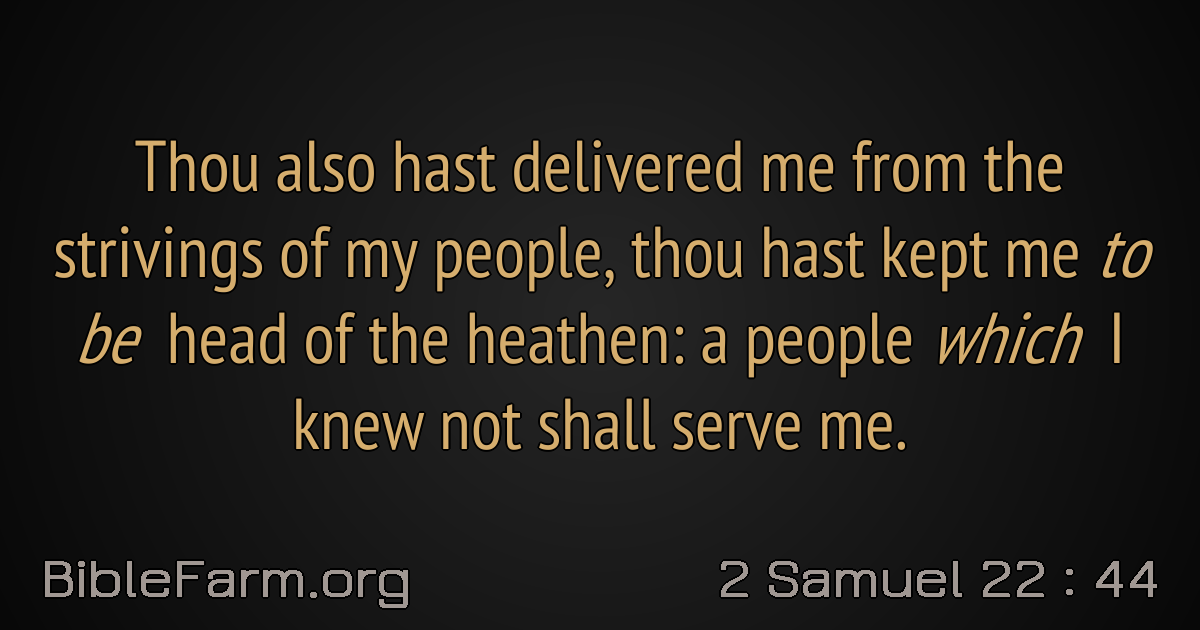 Thou also hast delivered me from the
strivings of my people, thou hast kept me to
be head of the heathen: a people which I
knew not shall serve me.
BibleFarm.org
2 Samuel 22 : 44